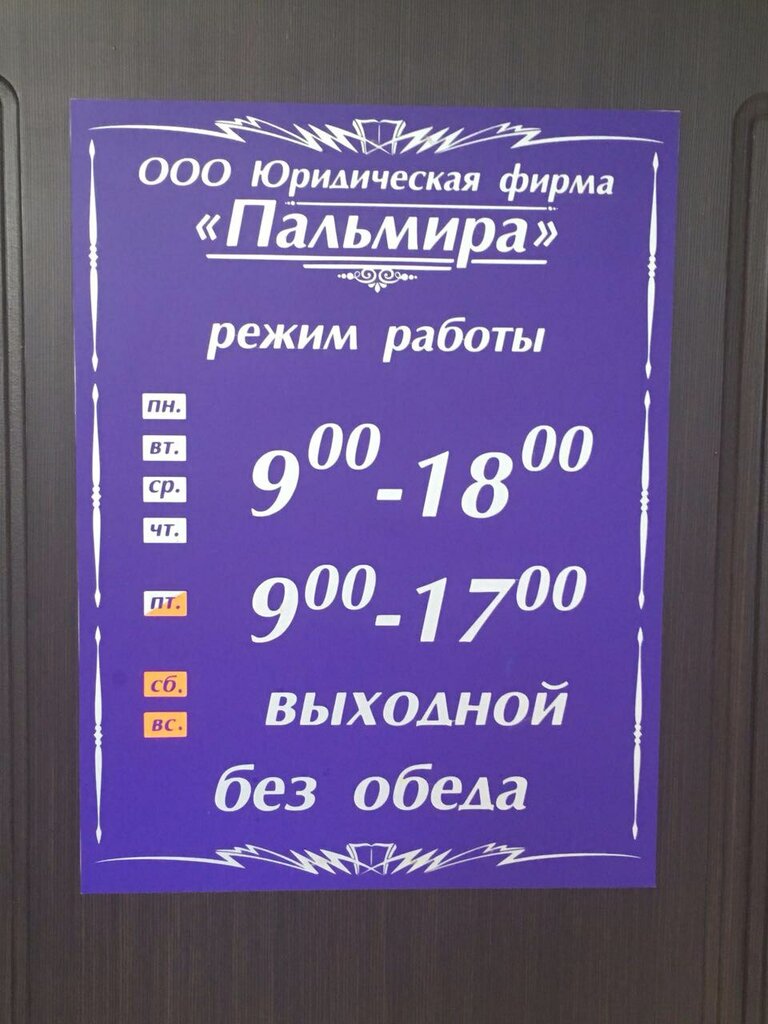 ООО Юридическая фирма
«Пальмира»
режим работы
пн.
вт.
ср.
чт.
9⁰⁰-18⁰⁰
пт.
9⁰⁰-17⁰⁰
сб.
вс.
выходной
без обеда